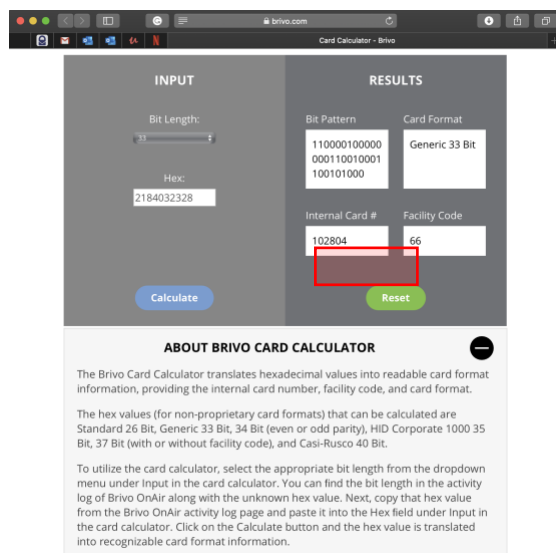 brivo.com
Card Calculator - Brivo
INPUT
RESULTS
Bit Length:
33
Hex:
2184032328
Calculate
Bit Pattern
110000100000
000110010001
100101000
Card Format
Generic 33 Bit
Internal Card #
102804
Facility Code
66
Reset
ABOUT BRIVO CARD CALCULATOR
The Brivo Card Calculator translates hexadecimal values into readable card format
information, providing the internal card number, facility code, and card format.
The hex values (for non-proprietary card formats) that can be calculated are
Standard 26 Bit, Generic 33 Bit, 34 Bit (even or odd parity), HID Corporate 1000 35
Bit, 37 Bit (with or without facility code), and Casi-Rusco 40 Bit.
To utilize the card calculator, select the appropriate bit length from the dropdown
menu under Input in the card calculator. You can find the bit length in the activity
log of Brivo OnAir along with the unknown hex value. Next, copy that hex value
from the Brivo OnAir activity log page and paste it into the Hex field under Input in
the card calculator. Click on the Calculate button and the hex value is translated
into recognizable card format information.